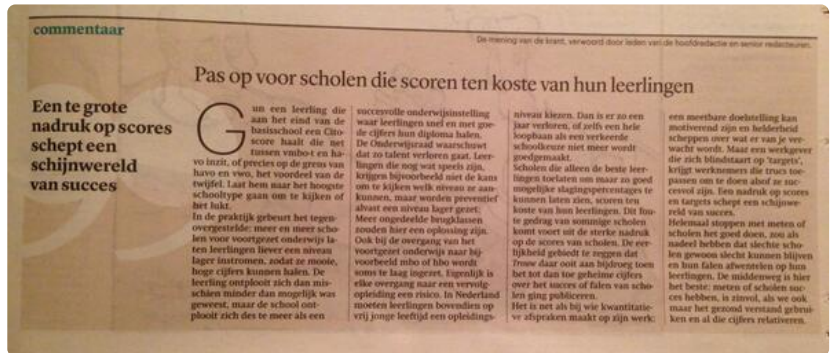 commentaar
De mening van de krant, verwoord door leden van de hoofdredactie en senior redacteuren.
Pas op voor scholen die scoren ten koste van hun leerlingen
Een te grote
nadruk op scores
schept een
schijnwereld
van succes
Gun een leerling die
aan het eind van de
basisschool een Cito-
score haalt die net
tussen vmbo-t en ha-
vo inzit, of precies op de grens van
havo en vwo, het voordeel van de
twijfel. Laat hem naar het hoogste
schooltype gaan om te kijken of
het lukt.
In de praktijk gebeurt het tegen-
overgestelde: meer en meer scho-
len voor voortgezet onderwijs la-
ten leerlingen liever een niveau
lager instromen, zodat ze mooie,
hoge cijfers kunnen halen. De
leerling ontplooit zich dan mis-
schien minder dan mogelijk was
geweest, maar de school ont-
plooit zich des te meer als een
succesvolle onderwijsinstelling
waar leerlingen snel en met goe-
de cijfers hun diploma halen.
De Onderwijsraad waarschuwt
dat zo talent verloren gaat. Leer-
lingen die nog wat speels zijn,
krijgen bijvoorbeeld niet de kans
om te kijken welk niveau ze aan-
kunnen, maar worden preventief
alvast een niveau lager gezet.
Meer ongedeelde brugklassen
zouden hier een oplossing zijn.
Ook bij de overgang van het
voortgezet onderwijs naar bij-
voorbeeld mbo of hbo wordt
soms te laag ingezet. Eigenlijk is
elke overgang naar een vervolg-
opleiding een risico. In Nederland
moeten leerlingen bovendien op
vrij jonge leeftijd een opleidings-
niveau kiezen. Dan is er zo een
jaar verloren, of zelfs een hele
loopbaan als een verkeerde
schoolkeuze niet meer wordt
goedgemaakt.
Scholen die alleen de beste leer-
lingen toelaten om maar zo goed
mogelijke slagingspercentages te
kunnen laten zien, scoren ten
koste van hun leerlingen. Dit fou-
te gedrag van sommige scholen
komt voort uit de sterke nadruk
op de scores van scholen. De eer-
lijkheid gebiedt te zeggen dat
Trouw daar ooit aan bijdroeg toen
het tot dan toe geheime cijfers
over het succes of falen van scho-
len ging publiceren.
Het is net als bij wie kwantitatie-
ve afspraken maakt op zijn werk:
een meetbare doelstelling kan
motiverend zijn en helderheid
scheppen over wat er van je ver-
wacht wordt. Maar een werkgever
die zich blindstaart op 'targets',
krijgt werknemers die trucs toe-
passen om te doen alsof ze suc-
cesvol zijn. Een nadruk op scores
en targets schept een schijnwe-
reld van succes.
Helemaal stoppen met meten of
scholen het goed doen, zou als
nadeel hebben dat slechte scho-
len gewoon slecht kunnen blijven
en hun falen afwentelen op hun
leerlingen. De middenweg is hier
het beste: meten of scholen suc-
ces hebben, is zinvol, als we ook
maar het gezond verstand gebrui-
ken en al die cijfers relativeren.